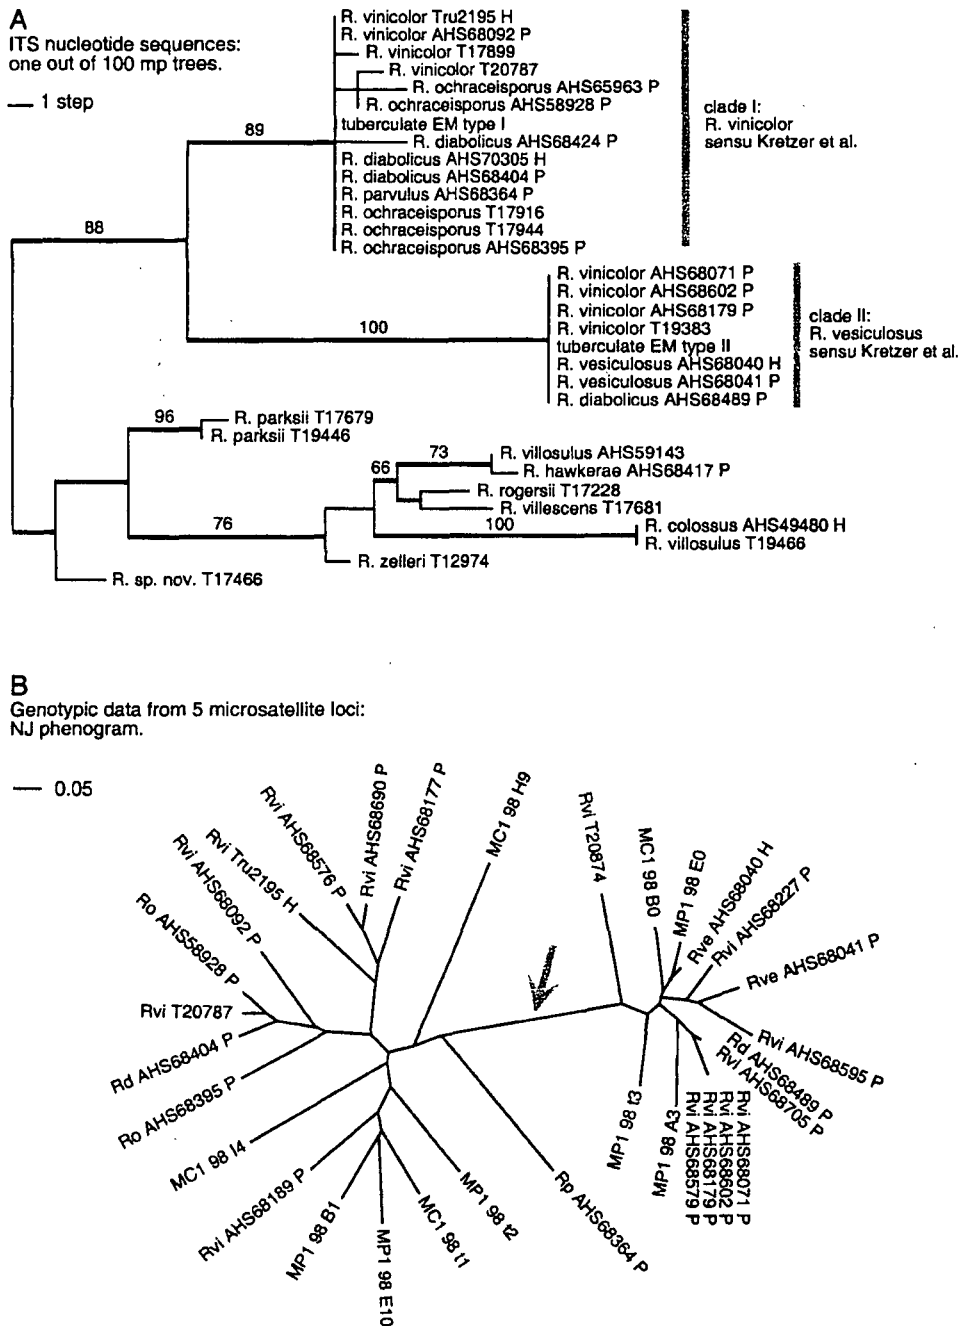 A
ITS nucleotide sequences:
one out of 100 mp trees.
1 step
R. vinicolor Tru2195 H
R. vinicolor AHS68092 P
R. vinicolor T17899
R. vinicolor T20787
R. ochraceisporus AHS65963 P
R. ochraceisporus AHS58928 P
tuberculate EM type I
R. diabolicus AHS68424 P
R. diabolicus AHS70305 H
R. diabolicus AHS68404 P
R. parvulus AHS68364 P
R. ochraceisporus T17916
R. ochraceisporus T17944
R. ochraceisporus AHS68395 P
89
clade I:
R. vinicolor
sensu Kretzer et al.
88
R. vinicolor AHS68071 P
R. vinicolor AHS68602 P
R. vinicolor AHS68179 P
R. vinicolor T19383
tuberculate EM type II
R. vesiculosus AHS68040 H
R. vesiculosus AHS68041 P
R. diabolicus AHS68489 P
100
clade II:
R. vesiculosus
sensu Kretzer et al.
96
R. parksii T17679
R. parksii T19446
73
R. villosulus AHS59143
66
R. hawkerae AHS68417 P
R. rogersii T17228
R. villescens T17681
76
100
R. colossus AHS49480 H
R. villosulus T19466
R. zelleri T12974
R. sp. nov. T17466
B
Genotypic data from 5 microsatellite loci:
NJ phenogram.
0.05
Rvi AHS68576 P
Rvi AHS68690 P
Rvi AHS68177 P
MC1 98 H9
Rvi T20874
MC1 98 B0
MP1 98 E0
Rve AHS68040 H
Rvi AHS68227 P
Rve AHS68041 P
Rvi AHS68595 P
Rd AHS68489 P
Rvi AHS68705 P
Rvi AHS68071 P
Rvi AHS68602 P
Rvi AHS68179 P
Rvi AHS68579 P
MP1 98 A3
MP1 98 t3
Rp AHS68364 P
MP1 98 t2
MC1 98 t1
MP1 98 E10
MP1 98 B1
Rvi AHS68189 P
MC1 98 I4
Ro AHS68395 P
Rd AHS68404 P
Rvi T20787
Ro AHS58928 P
Rvi AHS68092 P
Rvi Tru2195 H